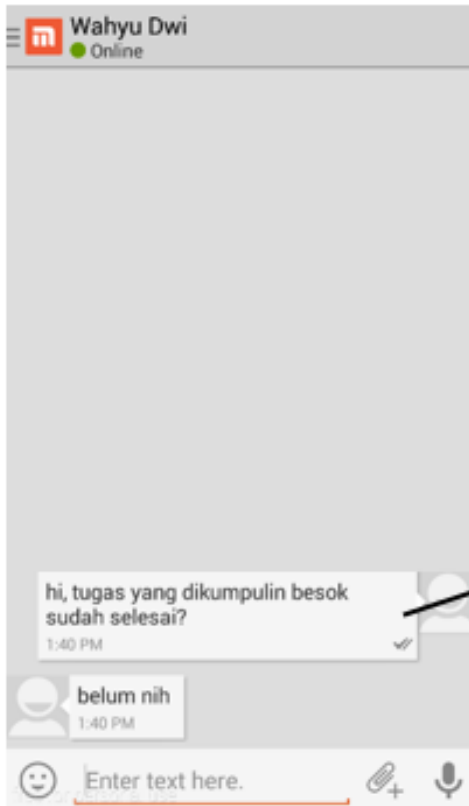 Wahyu Dwi
Online
hi, tugas yang dikumpulin besok
sudah selesai?
1:40 PM
belum nih
1:40 PM
Enter text here.